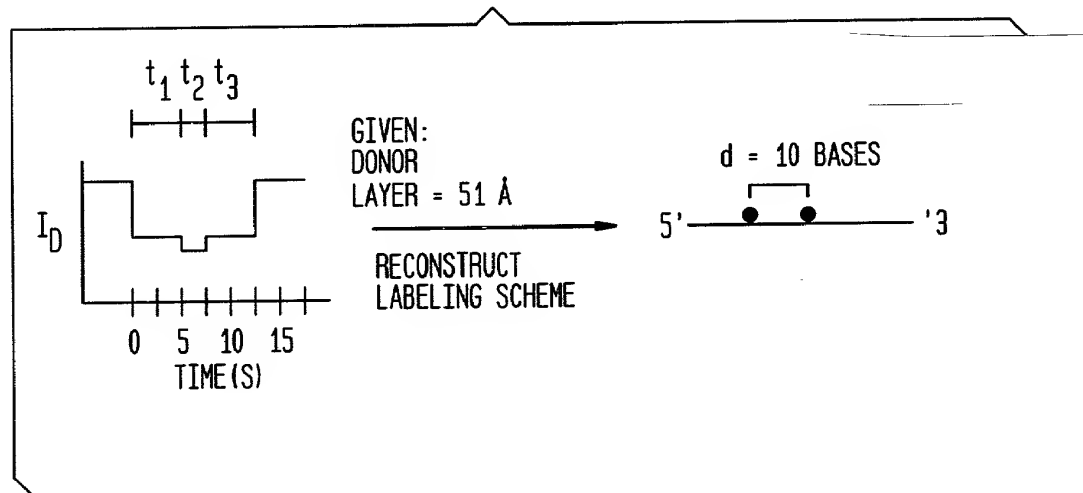 t1 t2 t3
ID
0 5 10 15
TIME(S)
GIVEN:
DONOR
LAYER = 51 Å
RECONSTRUCT
LABELING SCHEME
d = 10 BASES
5' '3